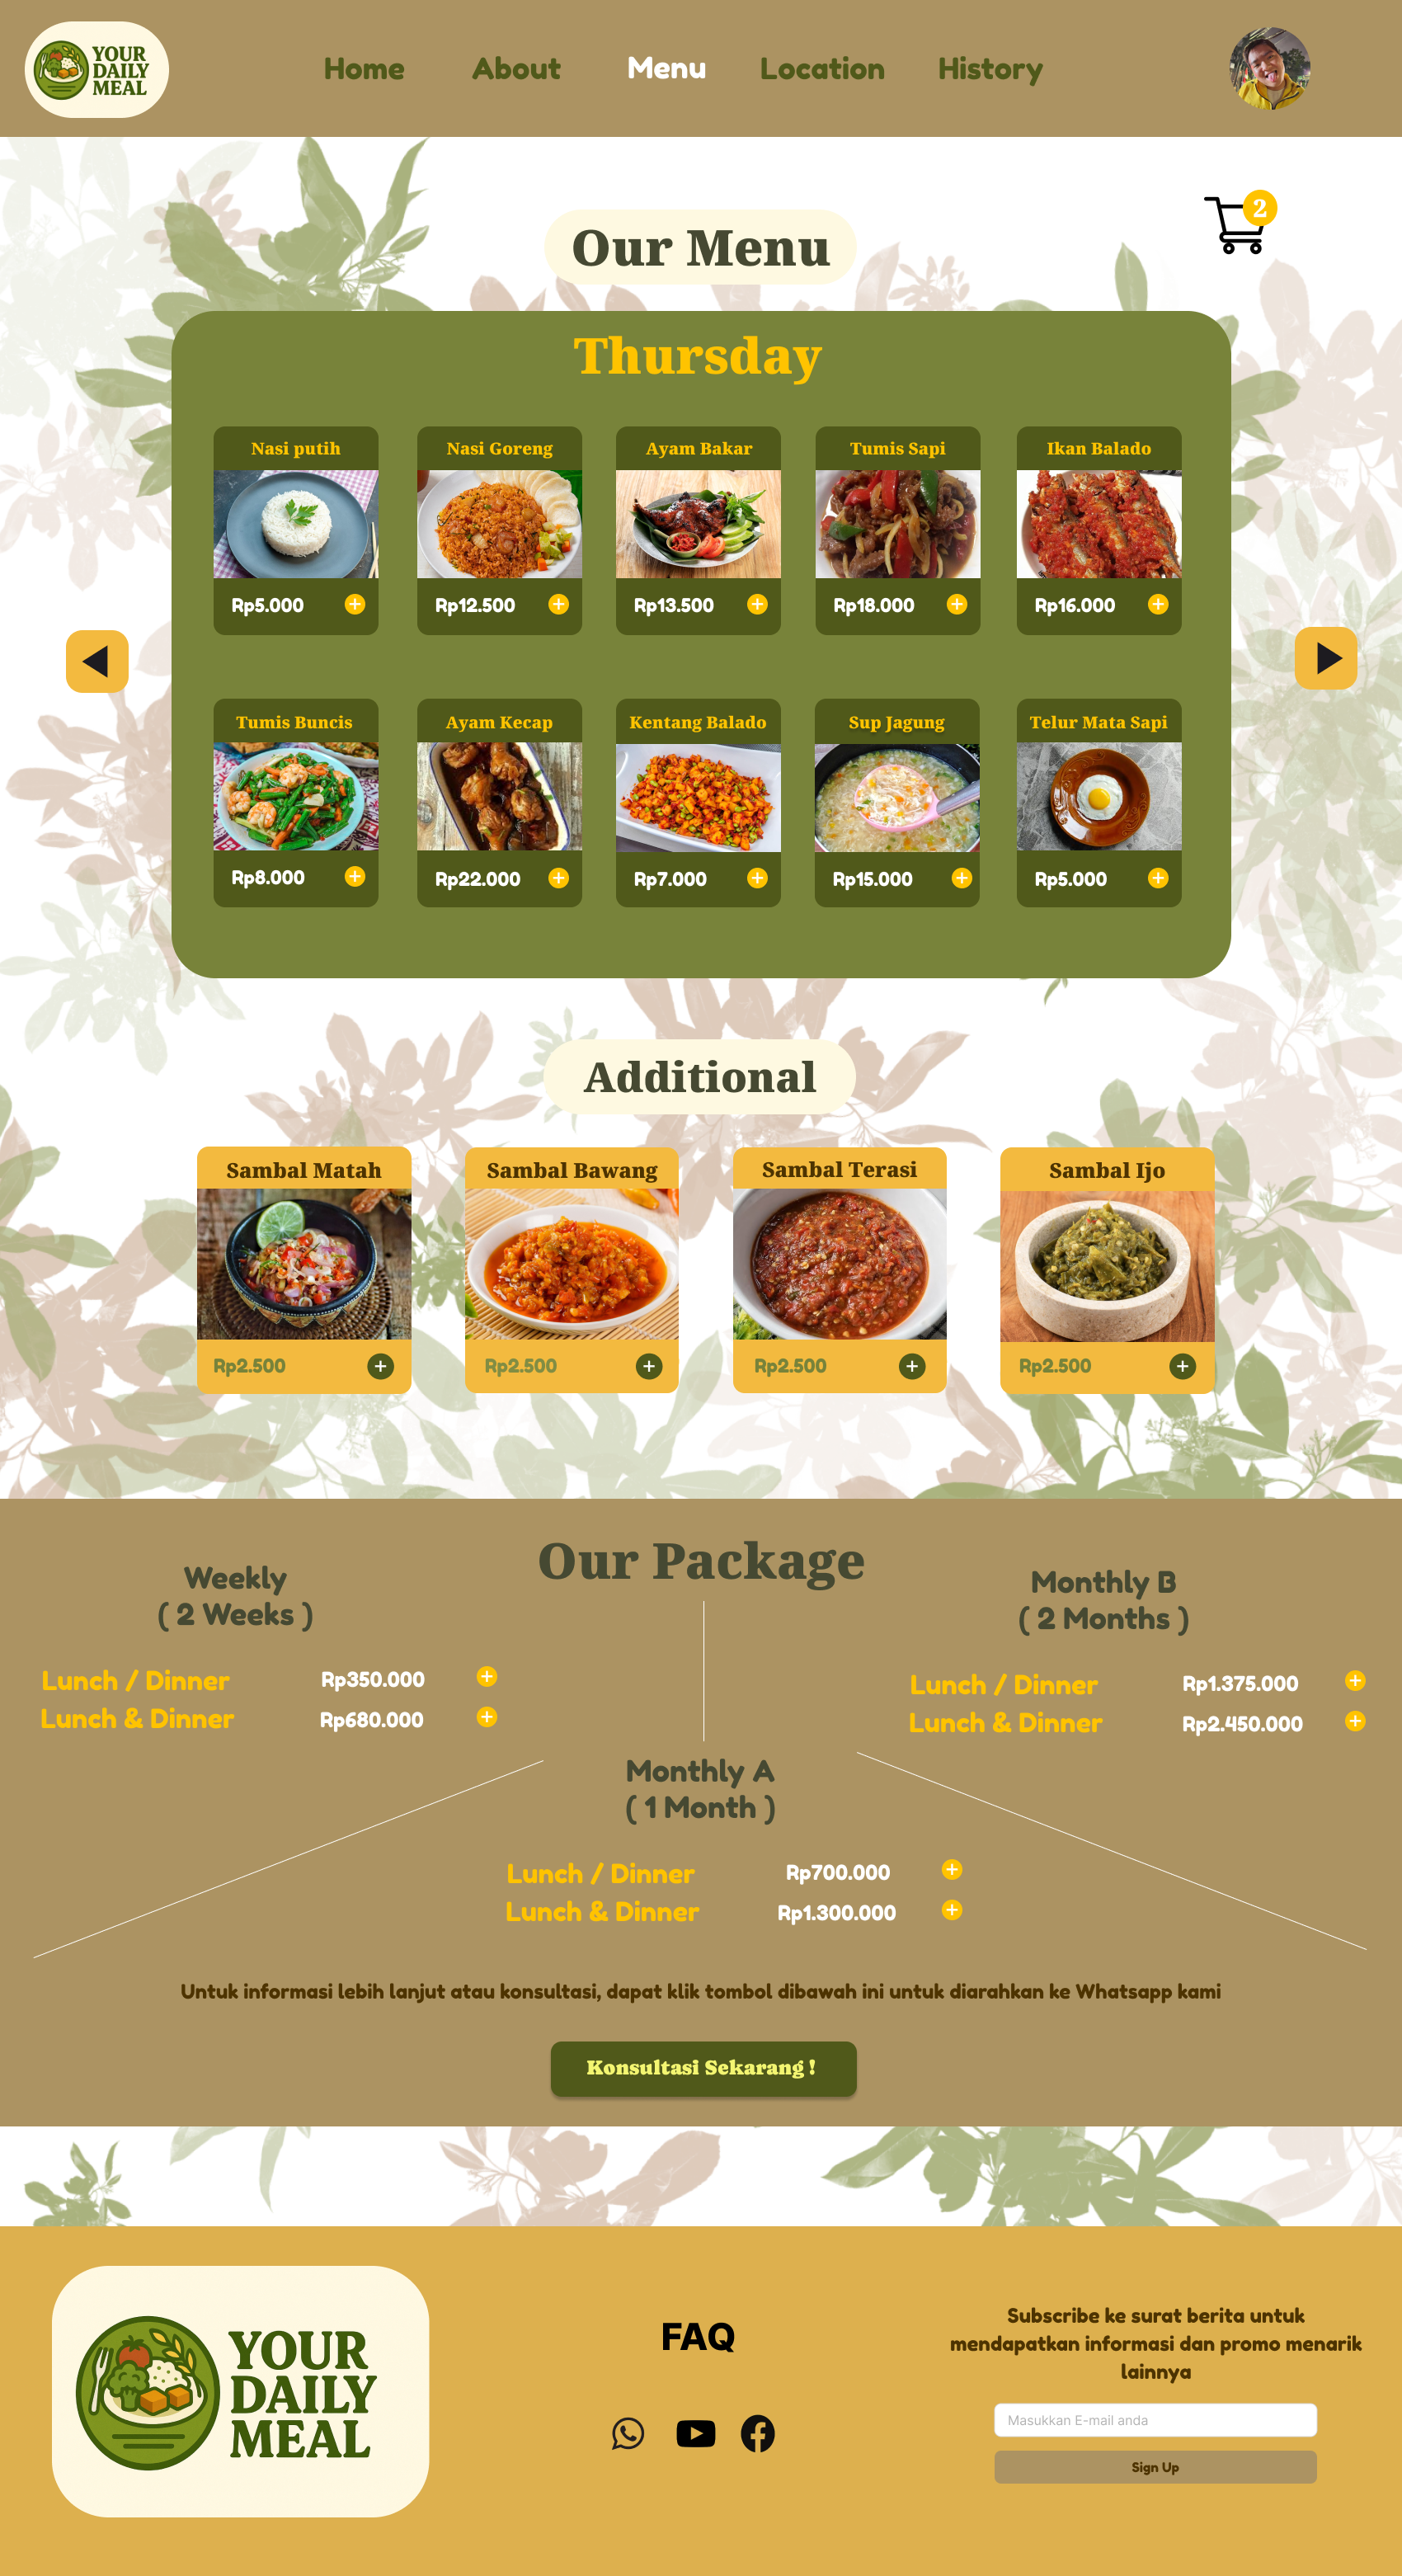 YOUR
DAILY
MEAL
Home
About
Menu
Location
History
2
Our Menu
Thursday
Nasi putih
Nasi Goreng
Ayam Bakar
Tumis Sapi
Ikan Balado
Rp5.000
Rp12.500
Rp13.500
Rp18.000
Rp16.000
Tumis Buncis
Ayam Kecap
Kentang Balado
Sup Jagung
Telur Mata Sapi
Rp8.000
Rp22.000
Rp7.000
Rp15.000
Rp5.000
Additional
Sambal Matah
Sambal Bawang
Sambal Terasi
Sambal Ijo
Rp2.500
Rp2.500
Rp2.500
Rp2.500
Our Package
Weekly
( 2 Weeks )
Lunch / Dinner
Rp350.000
Lunch & Dinner
Rp680.000
Monthly B
( 2 Months )
Lunch / Dinner
Rp1.375.000
Lunch & Dinner
Rp2.450.000
Monthly A
( 1 Month )
Lunch / Dinner
Rp700.000
Lunch & Dinner
Rp1.300.000
Untuk informasi lebih lanjut atau konsultasi, dapat klik tombol dibawah ini untuk diarahkan ke Whatsapp kami
Konsultasi Sekarang !
YOUR
DAILY
MEAL
FAQ
Subscribe ke surat berita untuk
mendapatkan informasi dan promo menarik
lainnya
Masukkan E-mail anda
Sign Up